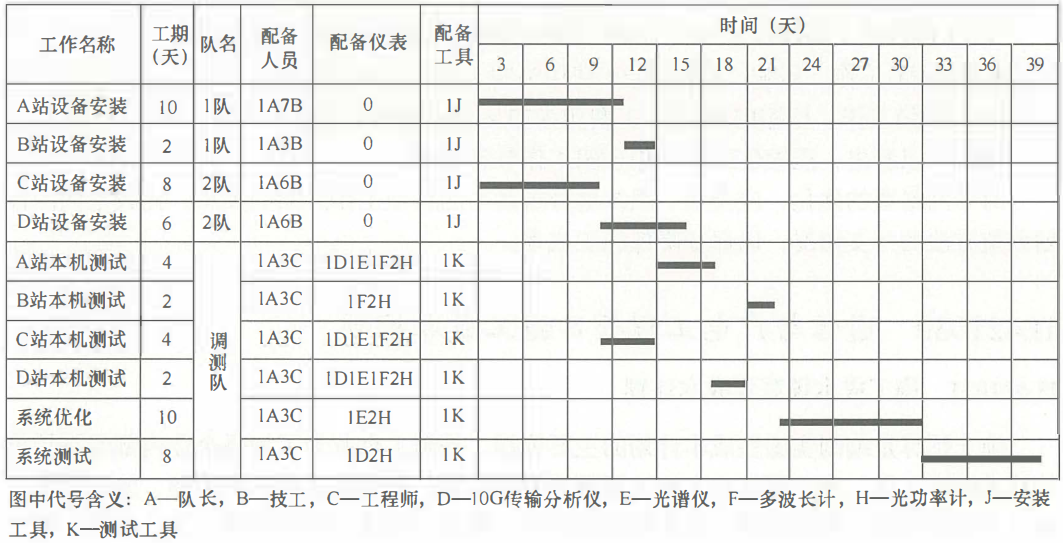 工作名称 工期（天） 队名 配备人员 配备仪表 配备工具 时间（天）
3 6 9 12 15 18 21 24 27 30 33 36 39
A站设备安装 10 1队 1A7B 0 1J
B站设备安装 2 1队 1A3B 0 1J
C站设备安装 8 2队 1A6B 0 1J
D站设备安装 6 2队 1A6B 0 1J
A站本机测试 4 调测队 1A3C 1D1E1F2H 1K
B站本机测试 2 1A3C 1F2H 1K
C站本机测试 4 1A3C 1D1E1F2H 1K
D站本机测试 2 1A3C 1D1E1F2H 1K
系统优化 10 1A3C 1E2H 1K
系统测试 8 1A3C 1D2H 1K
图中代号含义：A—队长，B—技工，C—工程师，D—10G传输分析仪，E—光谱仪，F—多波长计，H—光功率计，J—安装
工具，K—测试工具